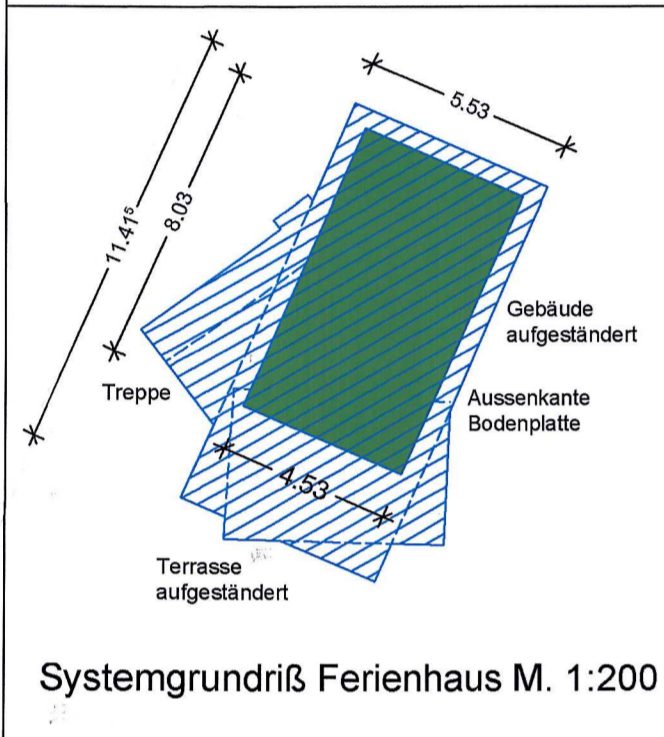 5.53
11.41⁵
8.03
Gebäude
aufgeständert
Treppe
Aussenkante
Bodenplatte
4.53
Terrasse
aufgeständert
Systemgrundriß Ferienhaus M. 1:200